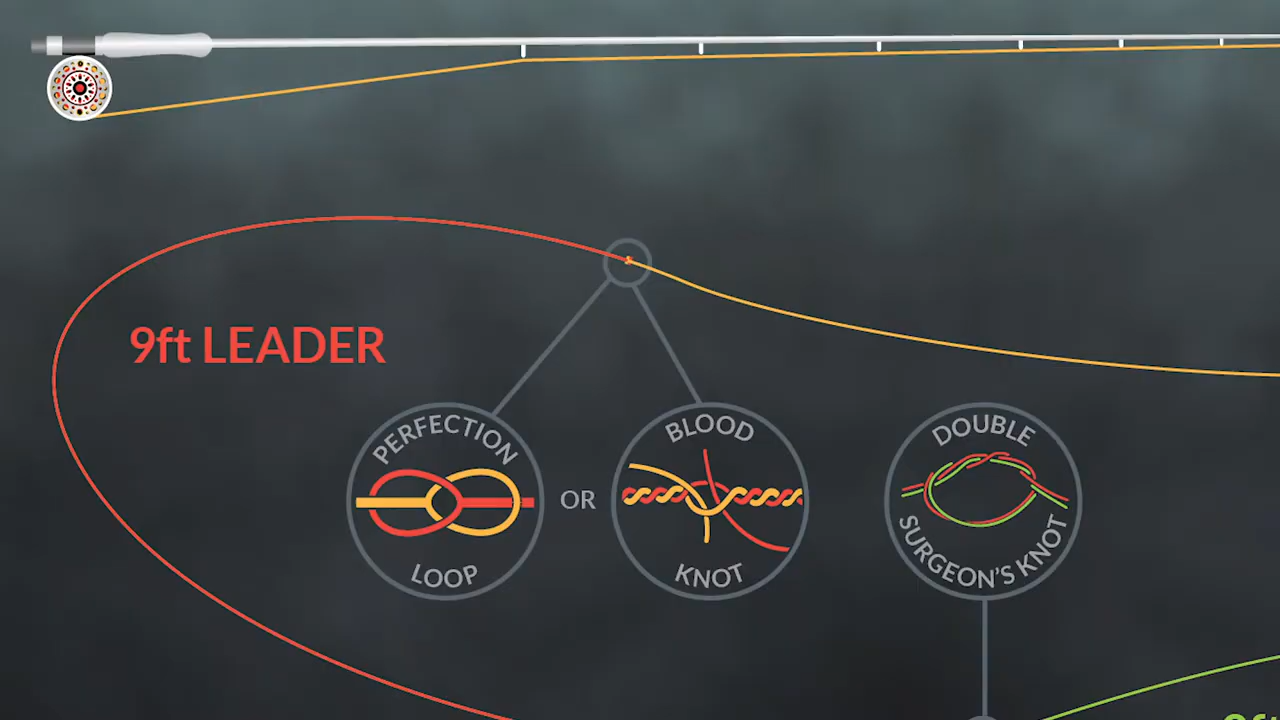 9ft LEADER
PERFECTION
LOOP
OR
BLOOD
KNOT
DOUBLE
SURGEON'S KNOT